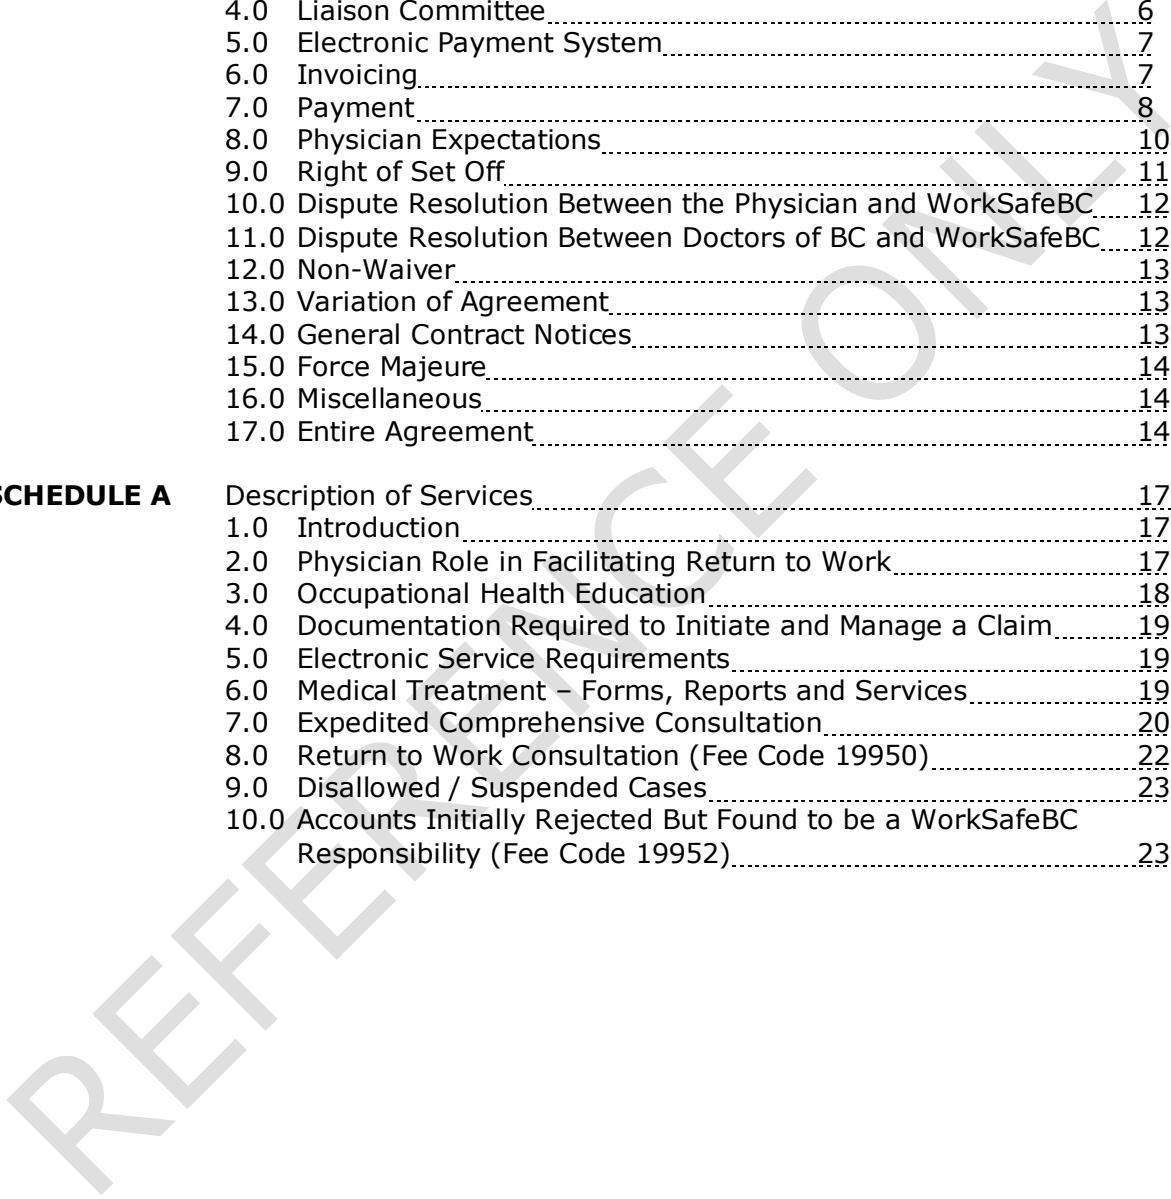 4.0 Liaison Committee 6
5.0 Electronic Payment System 7
6.0 Invoicing 7
7.0 Payment 8
8.0 Physician Expectations 10
9.0 Right of Set Off 11
10.0 Dispute Resolution Between the Physician and WorkSafeBC 12
11.0 Dispute Resolution Between Doctors of BC and WorkSafeBC 12
12.0 Non-Waiver 13
13.0 Variation of Agreement 13
14.0 General Contract Notices 13
15.0 Force Majeure 14
16.0 Miscellaneous 14
17.0 Entire Agreement 14
SCHEDULE A Description of Services 17
1.0 Introduction 17
2.0 Physician Role in Facilitating Return to Work 17
3.0 Occupational Health Education 18
4.0 Documentation Required to Initiate and Manage a Claim 19
5.0 Electronic Service Requirements 19
6.0 Medical Treatment – Forms, Reports and Services 19
7.0 Expedited Comprehensive Consultation 20
8.0 Return to Work Consultation (Fee Code 19950) 22
9.0 Disallowed / Suspended Cases 23
10.0 Accounts Initially Rejected But Found to be a WorkSafeBC
Responsibility (Fee Code 19952) 23
REFERENCE ONLY